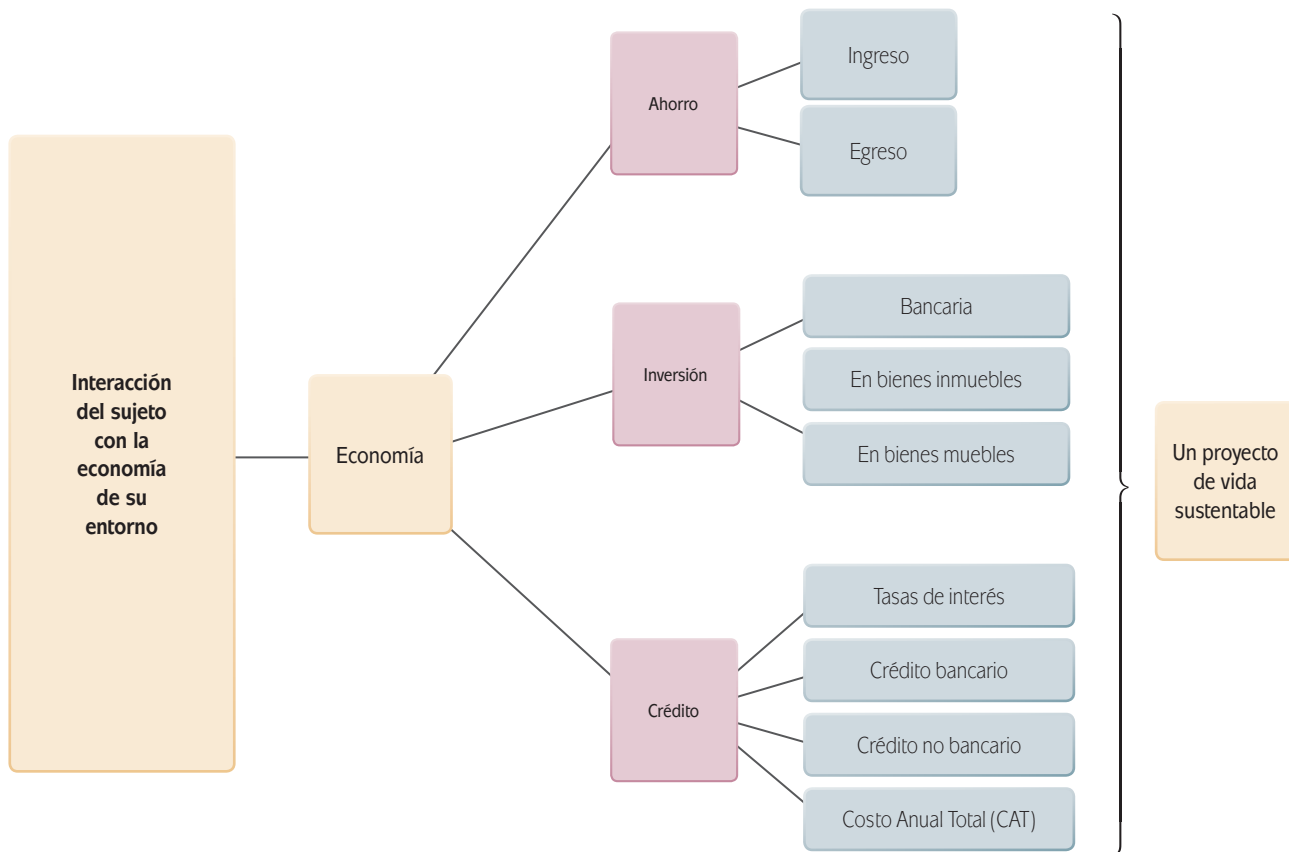 Interacción
del sujeto
con la
economía
de su
entorno
Economía
Ahorro
Ingreso
Egreso
Inversión
Bancaria
En bienes inmuebles
En bienes muebles
Crédito
Tasas de interés
Crédito bancario
Crédito no bancario
Costo Anual Total (CAT)
Un proyecto
de vida
sustentable